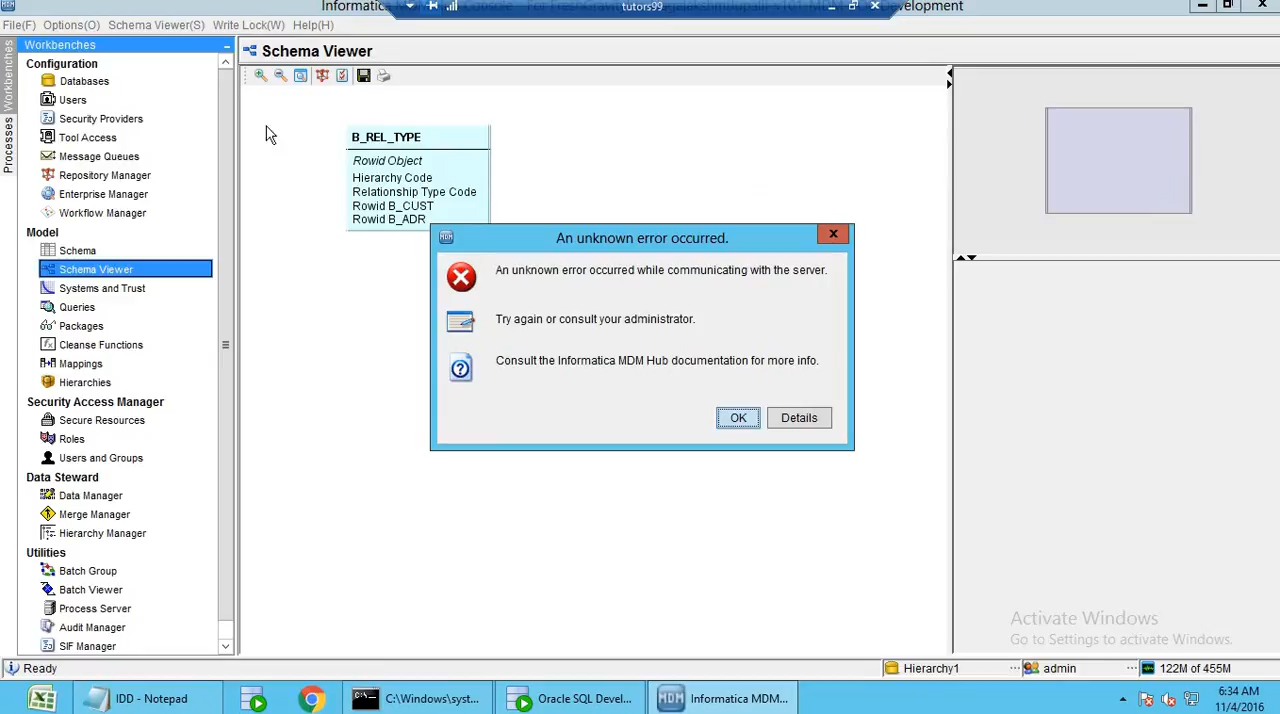 tutors99
Informatica
Development
File(F) Options(O) Schema Viewer(S) Write Lock(W) Help(H)
Workbenches
Processes
Workbenches
Configuration
Databases
Users
Security Providers
Tool Access
Message Queues
Repository Manager
Enterprise Manager
Workflow Manager
Model
Schema
Schema Viewer
Systems and Trust
Queries
Packages
Cleanse Functions
Mappings
Hierarchies
Security Access Manager
Secure Resources
Roles
Users and Groups
Data Steward
Data Manager
Merge Manager
Hierarchy Manager
Utilities
Batch Group
Batch Viewer
Process Server
Audit Manager
SIF Manager
Schema Viewer
B_REL_TYPE
Rowid Object
Hierarchy Code
Relationship Type Code
Rowid B_CUST
Rowid B_ADR
An unknown error occurred.
An unknown error occurred while communicating with the server.
Try again or consult your administrator.
Consult the Informatica MDM Hub documentation for more info.
OK Details
Activate Windows
Go to Settings to activate Windows.
Ready
Hierarchy1 ... admin ... 122M of 455M
IDD - Notepad
C:\Windows\syst...
Oracle SQL Devel...
MDM Informatica MDM...
6:34 AM
11/4/2016